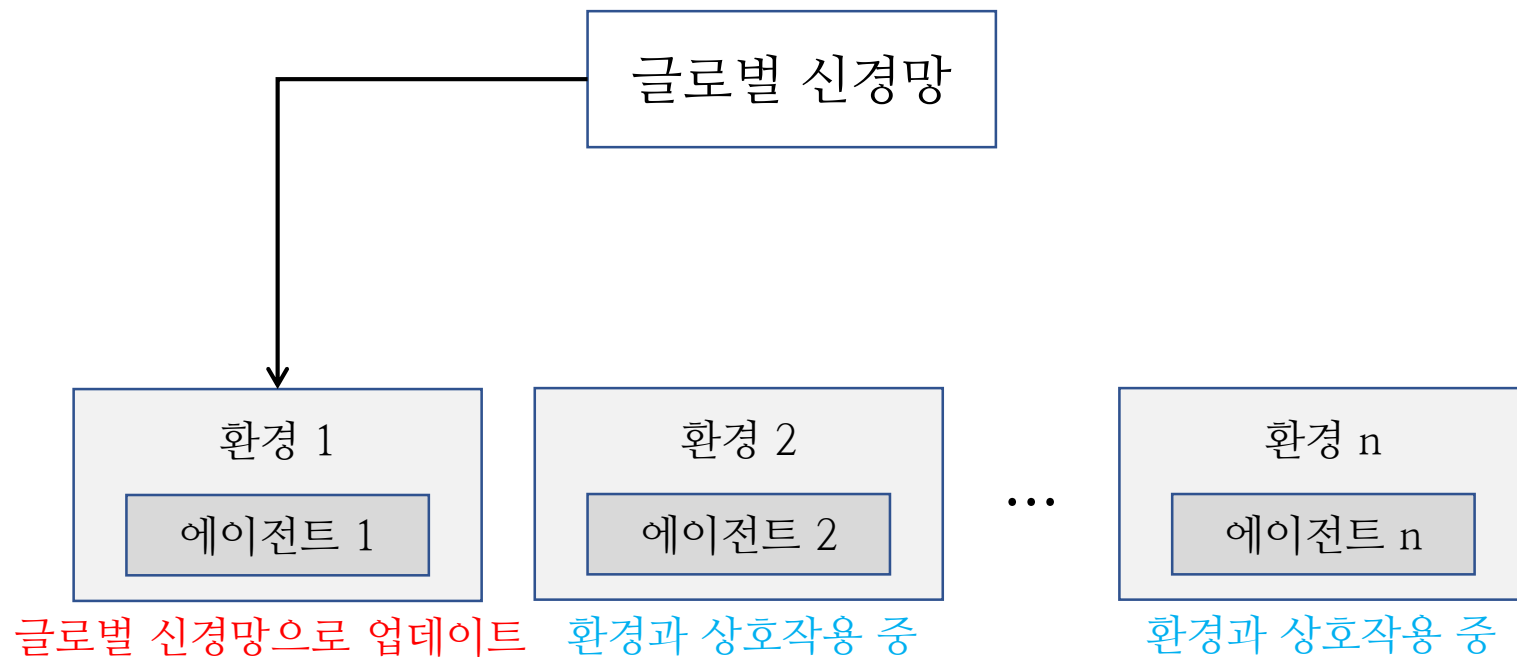 글로벌 신경망
환경 1
에이전트 1
글로벌 신경망으로 업데이트
환경 2
에이전트 2
환경과 상호작용 중
...
환경 n
에이전트 n
환경과 상호작용 중